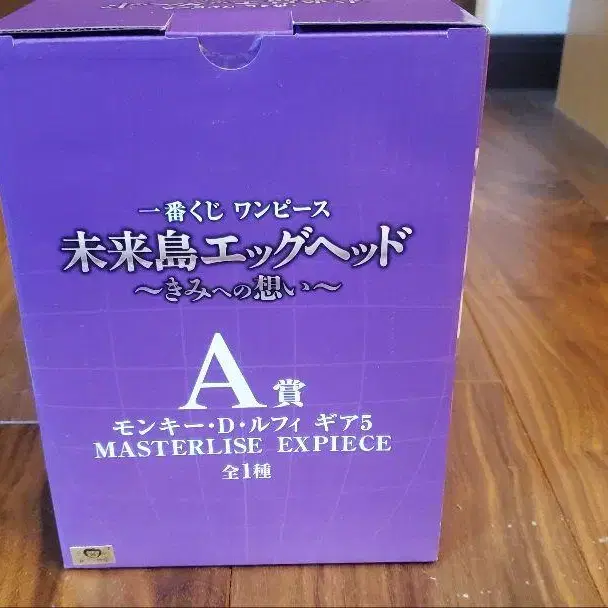 一番くじ ワンピース
未来島エッグヘッド
～きみへの想い～
A賞
モンキー・D・ルフィ ギア5
MASTERLISE EXPIECE
全1種